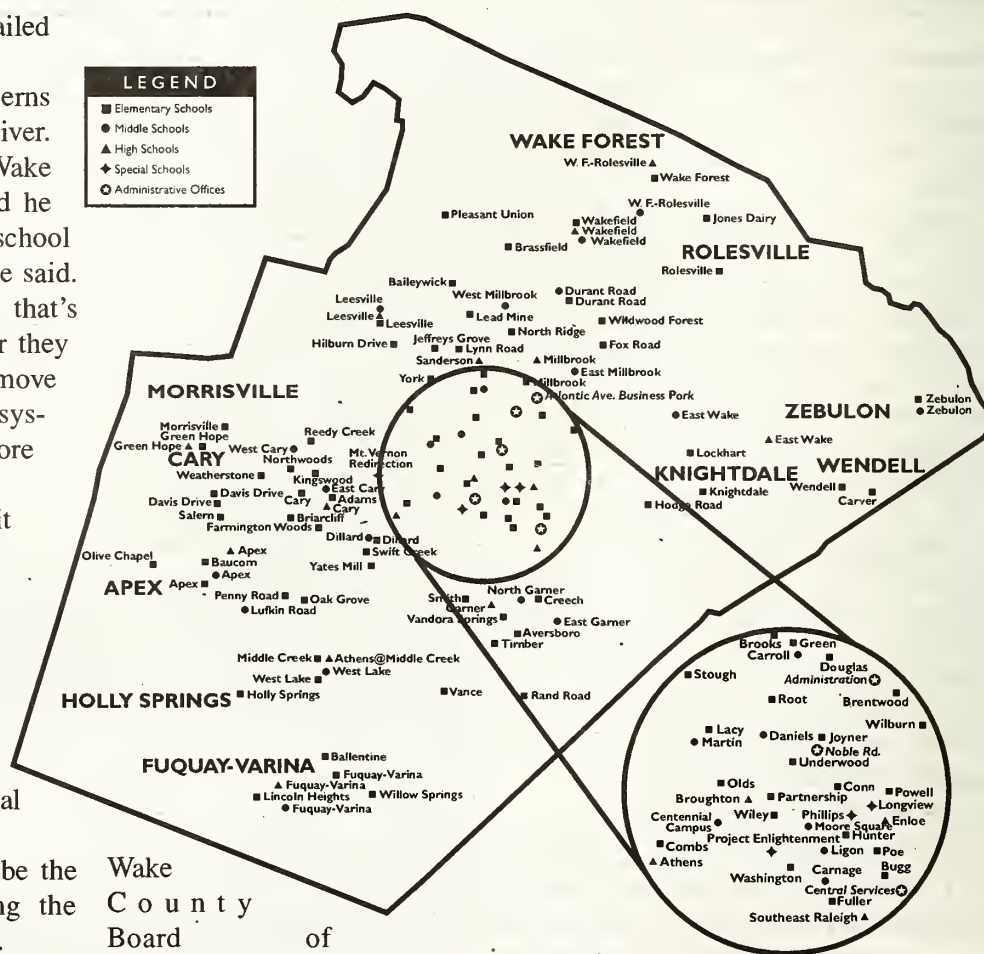 ailed
erns
iver.
Wake
d he
school
e said.
that's
r they
move
sys-
ore
it
al
be the
ng the
Wake
County
Board of
LEGEND
Elementary Schools
Middle Schools
High Schools
Special Schools
Administrative Offices
WAKE FOREST
W. F.-Rolesville
Wake Forest
Pleasant Union
W. F.-Rolesville
Wakefield
Jones Dairy
Wakefield
Wakefield
Brassfield
ROLESVILLE
Rolesville
Baileywick
West Millbrook
Durant Road
Durant Road
Leesville
Leesville
Leesville
Lead Mine
Wildwood Forest
North Ridge
Hilburn Drive
Jeffreys Grove
Lynn Road
Fox Road
Sanderson
Millbrook
East Millbrook
York
Millbrook
Atlantic Ave. Business Park
MORRISVILLE
Morrisville
Green Hope
Green Hope
Reedy Creek
CARY
West Cary
Mt. Vernon
Redirection
Northwoods
Weatherstone
Kingswood
East Cary
Davis Drive
Cary
Adams
Davis Drive
Cary
Salem
Briarcliff
Farmington Woods
Dillard
Dillard
Swift Creek
Yates Mill
East Wake
ZEBULON
Zebulon
Zebulon
East Wake
Lockhart
KNIGHTDALE
WENDELL
Knightdale
Wendell
Carver
Hodge Road
Olive Chapel
Apex
Baucom
Apex
APEX
Apex
Penny Road
Oak Grove
Lufkin Road
North Garner
Smith
Creech
Garner
Vandora Springs
East Garner
Aversboro
Timber
Middle Creek
Athens@Middle Creek
West Lake
West Lake
HOLLY SPRINGS
Holly Springs
Vance
Rand Road
FUQUAY-VARINA
Ballentine
Fuquay-Varina
Fuquay-Varina
Lincoln Heights
Willow Springs
Fuquay-Varina
Brooks
Green
Carroll
Douglas
Stough
Administration
Root
Brentwood
Wilburn
Lacy
Martin
Daniels
Joyner
Noble Rd.
Underwood
Olds
Conn
Powell
Broughton
Partnership
Longview
Centennial
Campus
Wiley
Phillips
Enloe
Moore Square
Hunter
Project Enlightenment
Combs
Ligon
Poe
Athens
Bugg
Washington
Carnage
Central Services
Fuller
Southeast Raleigh